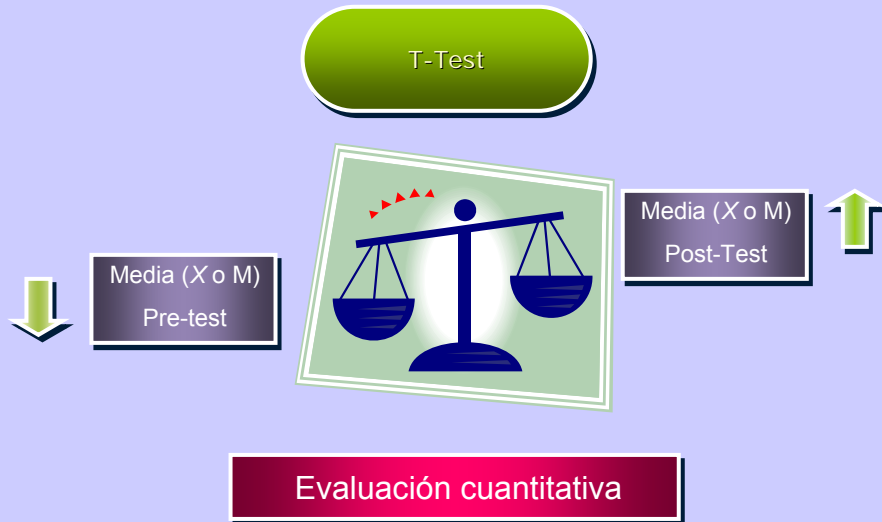 T-Test
Media (X o M)
Post-Test
Media (X o M)
Pre-test
Evaluación cuantitativa